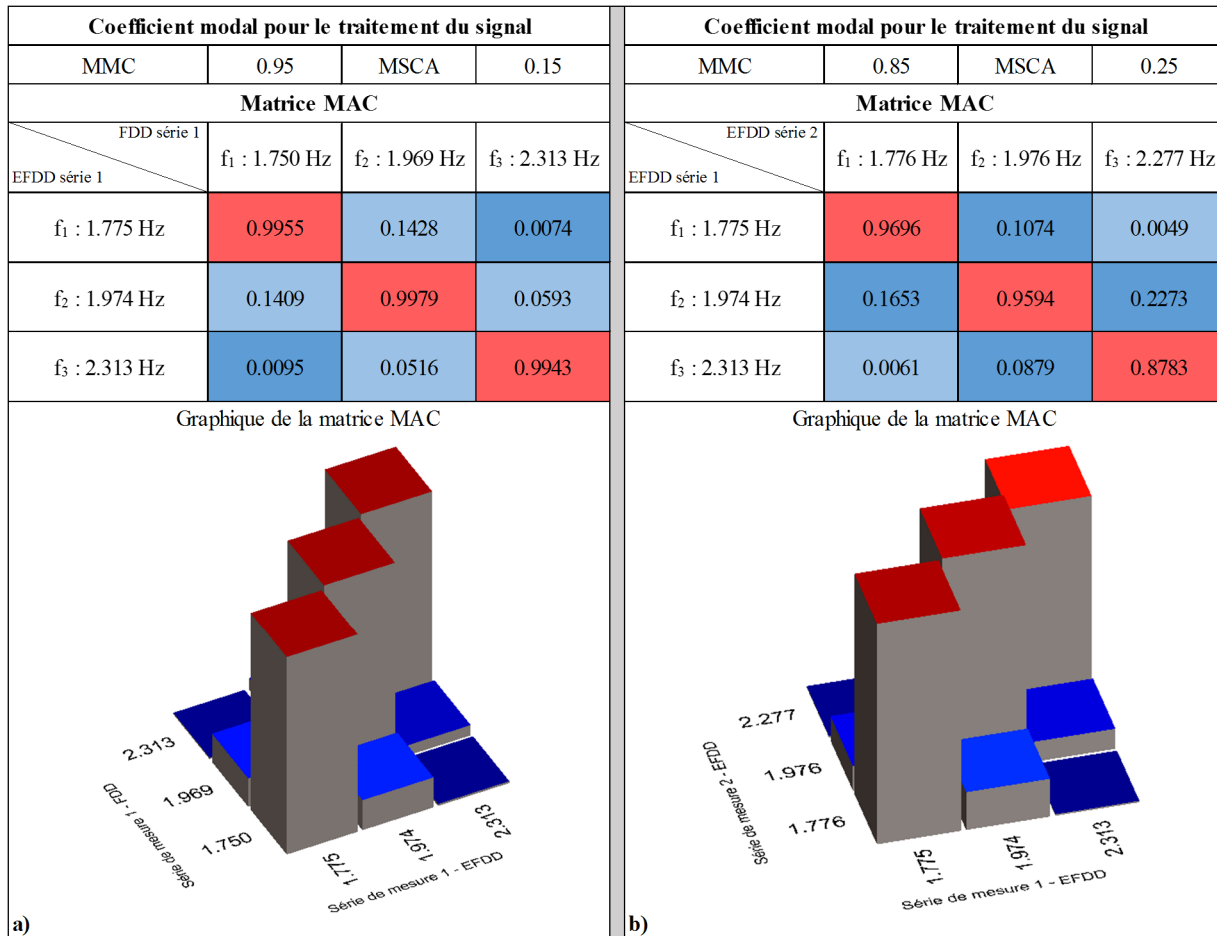 Coefficient modal pour le traitement du signal
MMC 0.95 MSCA 0.15
Matrice MAC
FDD série 1
EFDD série 1
f₁ : 1.750 Hz f₂ : 1.969 Hz f₃ : 2.313 Hz
f₁ : 1.775 Hz 0.9955 0.1428 0.0074
f₂ : 1.974 Hz 0.1409 0.9979 0.0593
f₃ : 2.313 Hz 0.0095 0.0516 0.9943
Graphique de la matrice MAC
2.313
1.969
1.750
Série de mesure 1 - FDD
1.775
1.974
2.313
Série de mesure 1 - EFDD
a)
Coefficient modal pour le traitement du signal
MMC 0.85 MSCA 0.25
Matrice MAC
EFDD série 2
EFDD série 1
f₁ : 1.776 Hz f₂ : 1.976 Hz f₃ : 2.277 Hz
f₁ : 1.775 Hz 0.9696 0.1074 0.0049
f₂ : 1.974 Hz 0.1653 0.9594 0.2273
f₃ : 2.313 Hz 0.0061 0.0879 0.8783
Graphique de la matrice MAC
2.277
1.976
1.776
Série de mesure 2 - EFDD
1.775
1.974
2.313
Série de mesure 1 - EFDD
b)